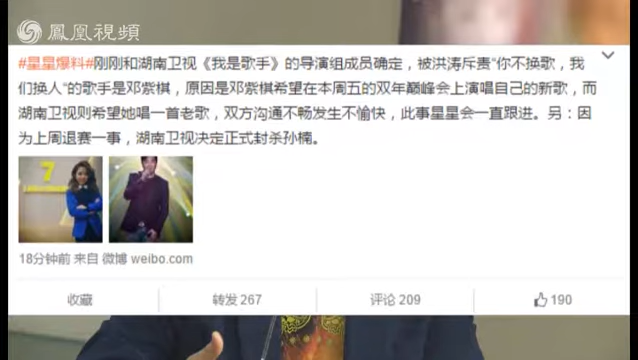 鳳凰視頻
#星星爆料#刚刚和湖南卫视《我是歌手》的导演组成员确定，被洪涛斥责“你不换歌，我
们换人“的歌手是邓紫棋，原因是邓紫棋希望在本周五的双年巅峰会上演唱自己的新歌，而
湖南卫视则希望她唱一首老歌，双方沟通不畅发生不愉快，此事星星会一直跟进。另：因
为上周退赛一事，湖南卫视决定正式封杀孙楠。
7
18分钟前 来自 微博 weibo.com
收藏 转发 267 评论 209 190